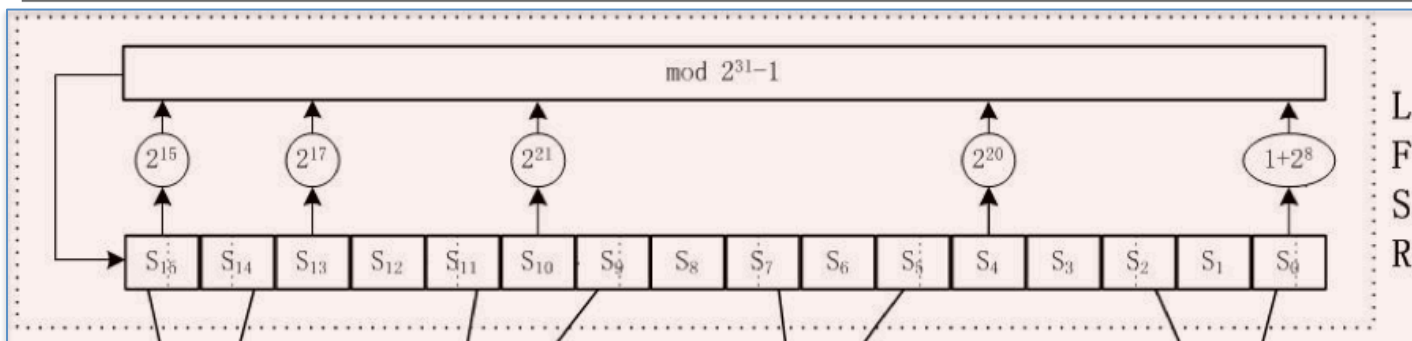 mod 2³¹−1
2¹⁵ 2¹⁷ 2²¹ 2²⁰ 1+2⁸
S₁₅ S₁₄ S₁₃ S₁₂ S₁₁ S₁₀ S₉ S₈ S₇ S₆ S₅ S₄ S₃ S₂ S₁ S₀
L
F
S
R